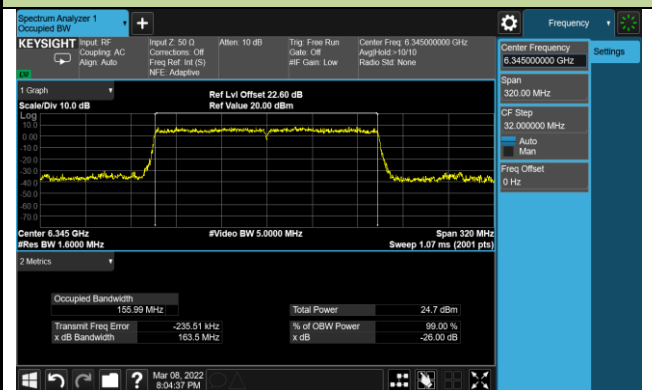 Spectrum Analyzer 1
Occupied BW
+
Frequency
KEYSIGHT
Input: RF
Coupling: AC
Align: Auto
Input Z: 50 Ω
Corrections: Off
Freq Ref: Int (S)
NFE: Adaptive
Atten: 10 dB
Trig: Free Run
Gate: Off
#IF Gain: Low
Center Freq: 6.345000000 GHz
Avg|Hold:>10/10
Radio Std: None
Center Frequency
6.345000000 GHz
Settings
Span
320.00 MHz
CF Step
32.000000 MHz
Auto
Man
Freq Offset
0 Hz
1 Graph
Scale/Div 10.0 dB
Ref Lvl Offset 22.60 dB
Ref Value 20.00 dBm
Log
10.0
0.00
-10.0
-20.0
-30.0
-40.0
-50.0
-60.0
-70.0
Center 6.345 GHz
#Res BW 1.6000 MHz
#Video BW 5.0000 MHz
Span 320 MHz
Sweep 1.07 ms (2001 pts)
2 Metrics
Occupied Bandwidth
155.99 MHz
Total Power 24.7 dBm
Transmit Freq Error -235.51 kHz
% of OBW Power 99.00 %
x dB Bandwidth 163.5 MHz
x dB -26.00 dB
?
Mar 08, 2022
8:04:37 PM